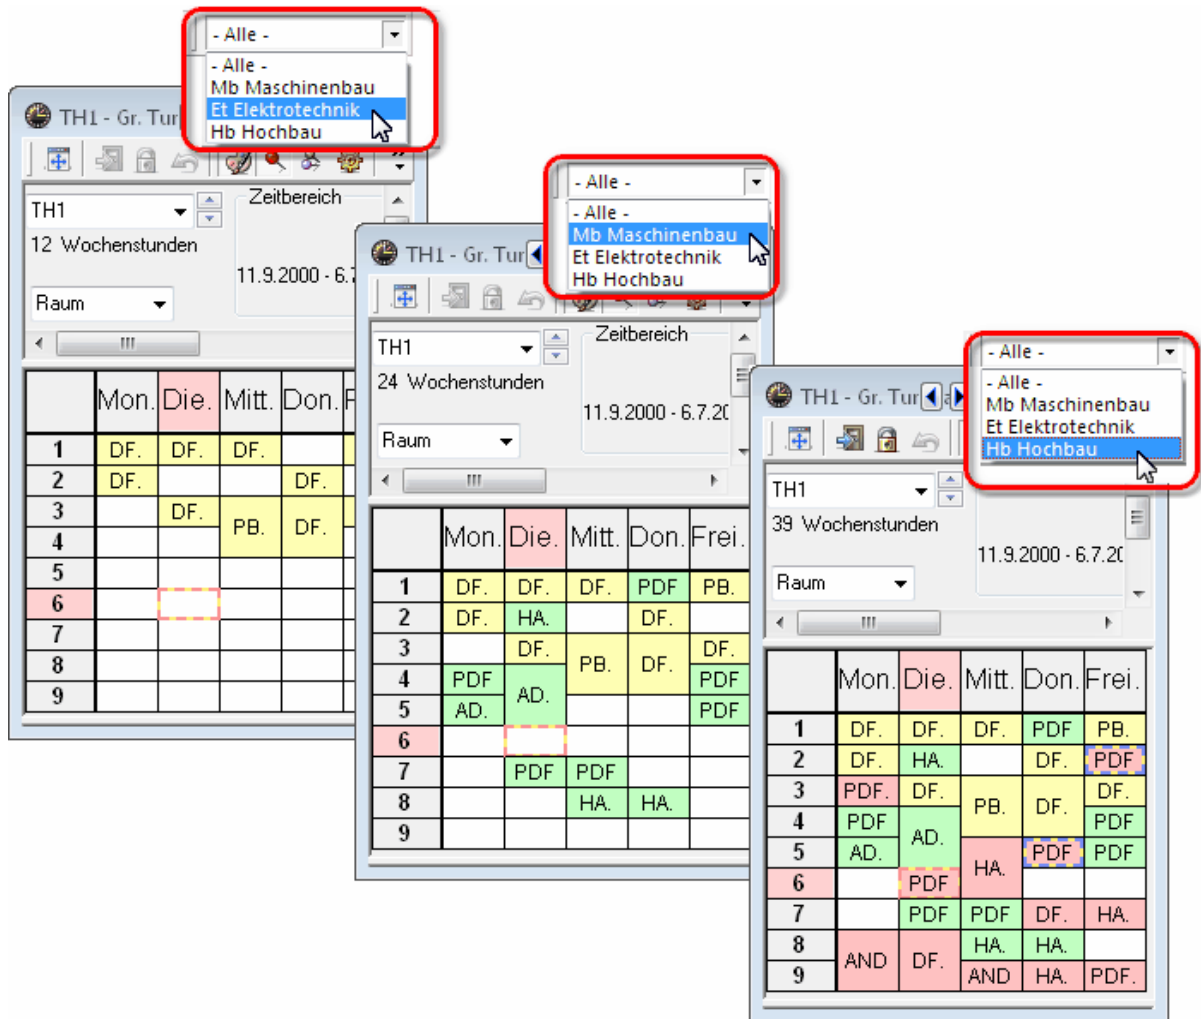 - Alle -
- Alle -
Mb Maschinenbau
Et Elektrotechnik
Hb Hochbau
TH1 - Gr. Tur
TH1
Zeitbereich
12 Wochenstunden
11.9.2000 - 6.
Raum
Mon. Die. Mitt. Don. F
1 DF. DF. DF.
2 DF. DF.
3 DF. PB. DF.
4
5
6
7
8
9
- Alle -
- Alle -
Mb Maschinenbau
Et Elektrotechnik
Hb Hochbau
TH1 - Gr. Tur
TH1
Zeitbereich
24 Wochenstunden
11.9.2000 - 6.7.20
Raum
Mon. Die. Mitt. Don. Frei.
1 DF. DF. DF. PDF PB.
2 DF. HA. DF.
3 DF. PB. DF. DF.
4 PDF AD. PDF
5 AD. PDF
6
7 PDF PDF
8 HA. HA.
9
- Alle -
- Alle -
Mb Maschinenbau
Et Elektrotechnik
Hb Hochbau
TH1 - Gr. Tur
TH1
39 Wochenstunden
11.9.2000 - 6.7.20
Raum
Mon. Die. Mitt. Don. Frei.
1 DF. DF. DF. PDF PB.
2 DF. HA. DF. PDF
3 PDF. DF. PB. DF. DF.
4 PDF AD. PDF
5 AD. HA. PDF PDF
6 PDF
7 PDF PDF DF. HA.
8 AND DF. HA. HA.
9 AND HA. PDF.